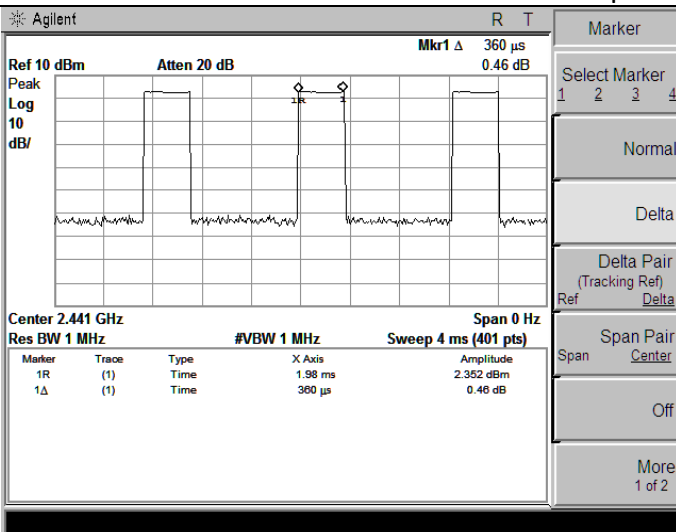 Agilent R T
Mkr1 Δ 360 µs
Ref 10 dBm Atten 20 dB 0.46 dB
Peak
Log
10
dB/
1R 1
Center 2.441 GHz Span 0 Hz
Res BW 1 MHz #VBW 1 MHz Sweep 4 ms (401 pts)
Marker Trace Type X Axis Amplitude
1R (1) Time 1.98 ms 2.352 dBm
1Δ (1) Time 360 µs 0.46 dB
Marker
Select Marker
1 2 3 4
Normal
Delta
Delta Pair
(Tracking Ref)
Ref Delta
Span Pair
Span Center
Off
More
1 of 2